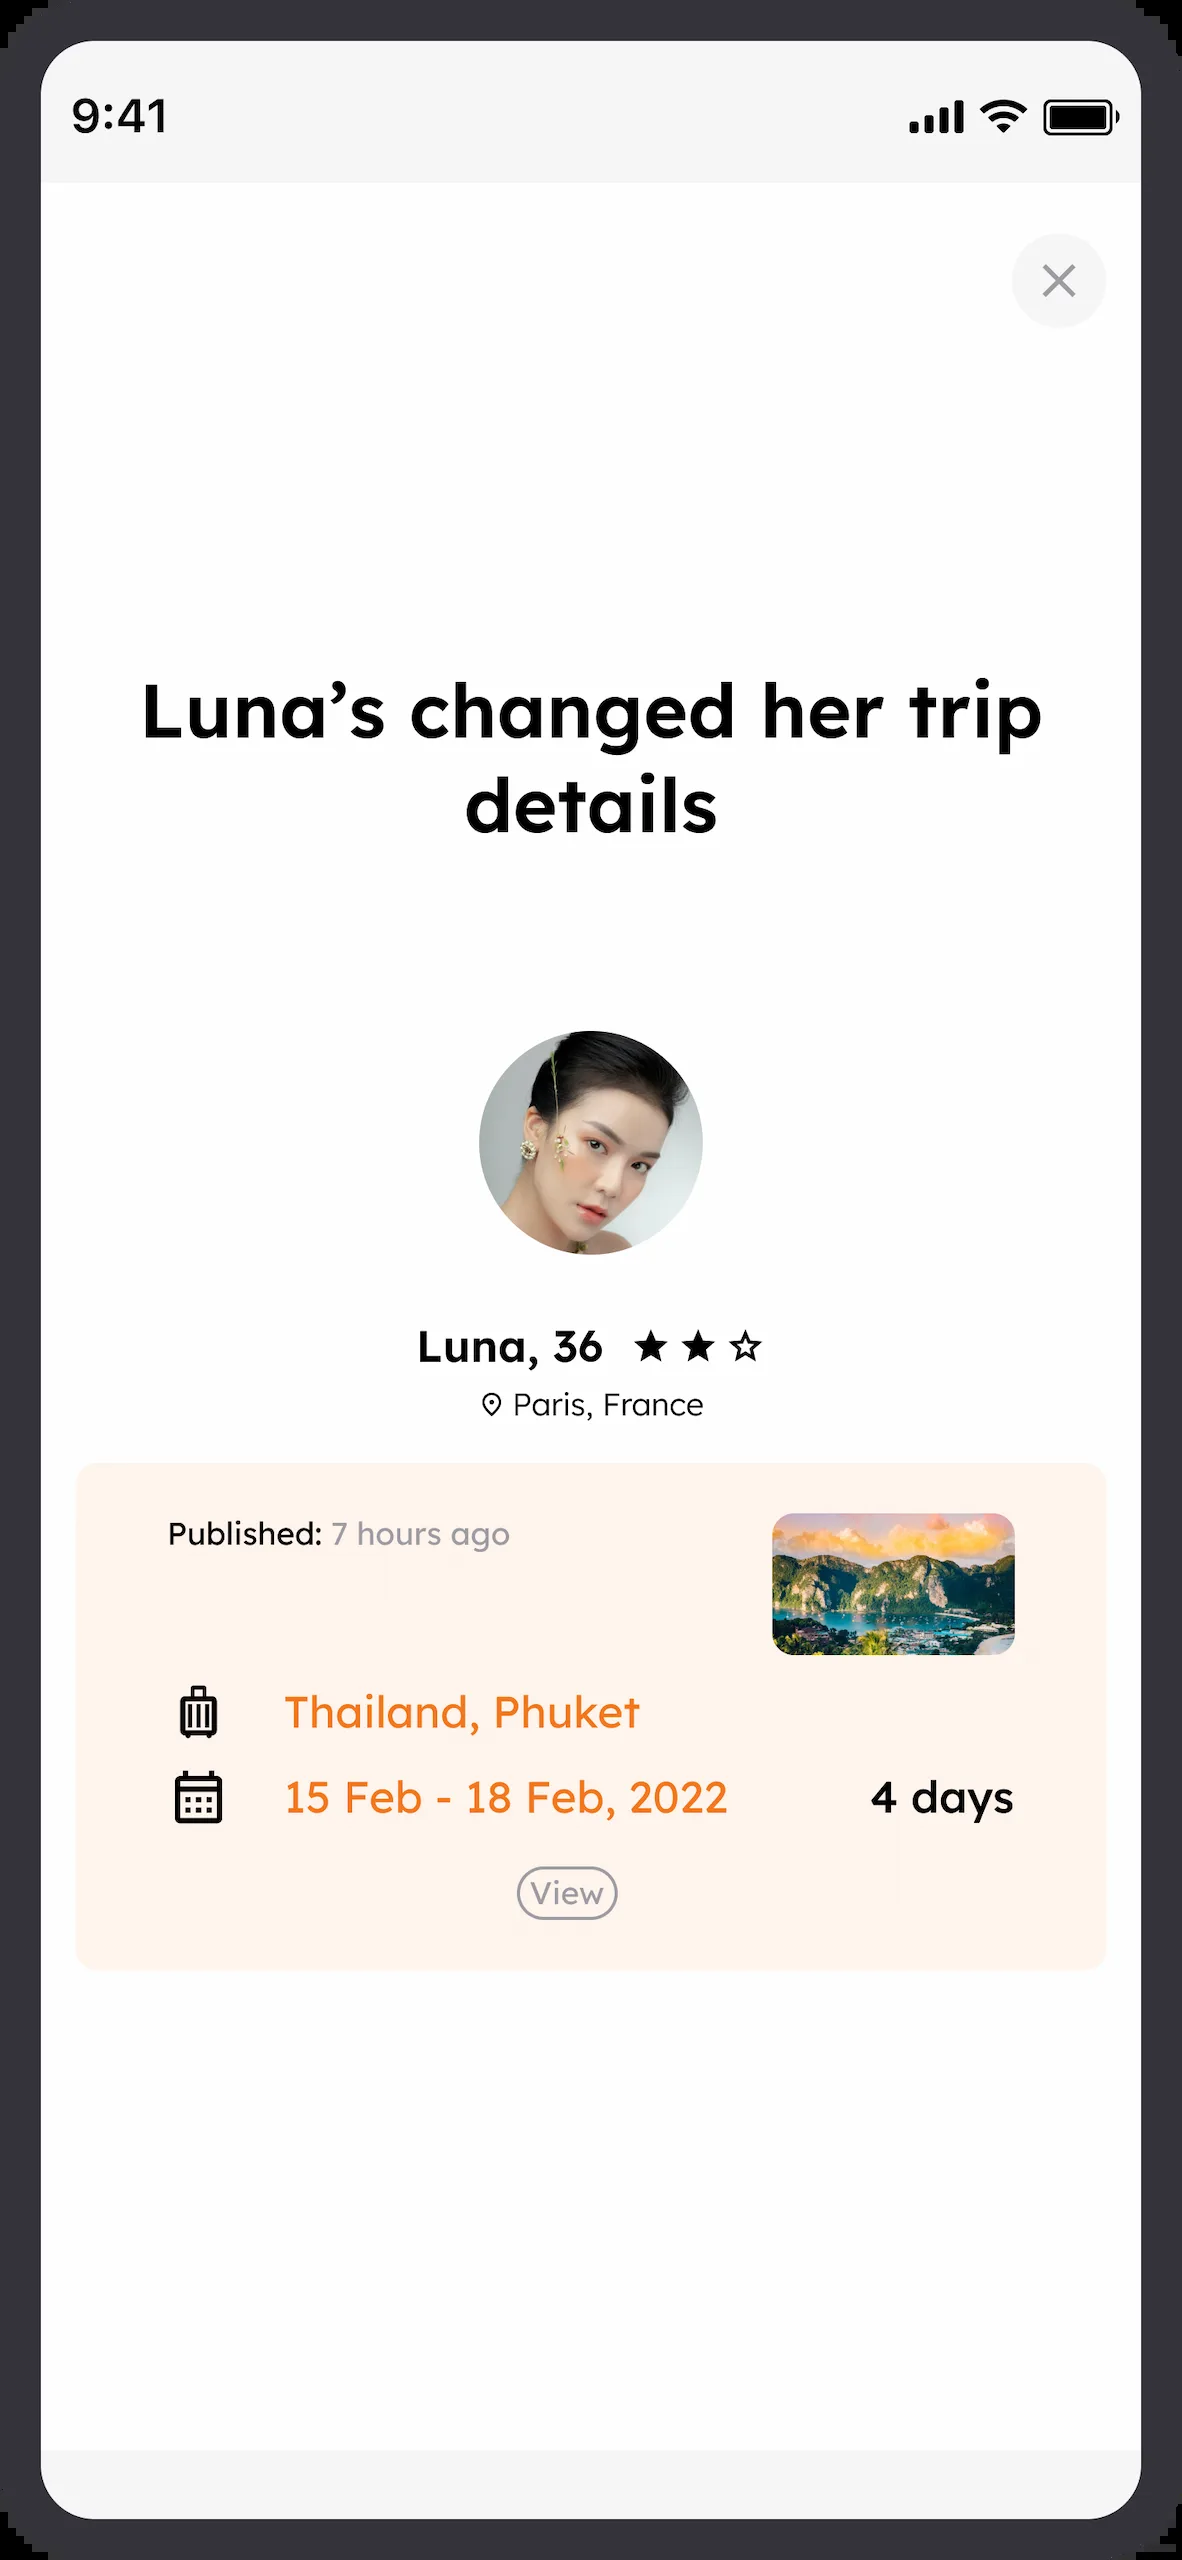 9:41
Luna’s changed her trip
details
Luna, 36
Paris, France
Published: 7 hours ago
Thailand, Phuket
15 Feb - 18 Feb, 2022 4 days
View